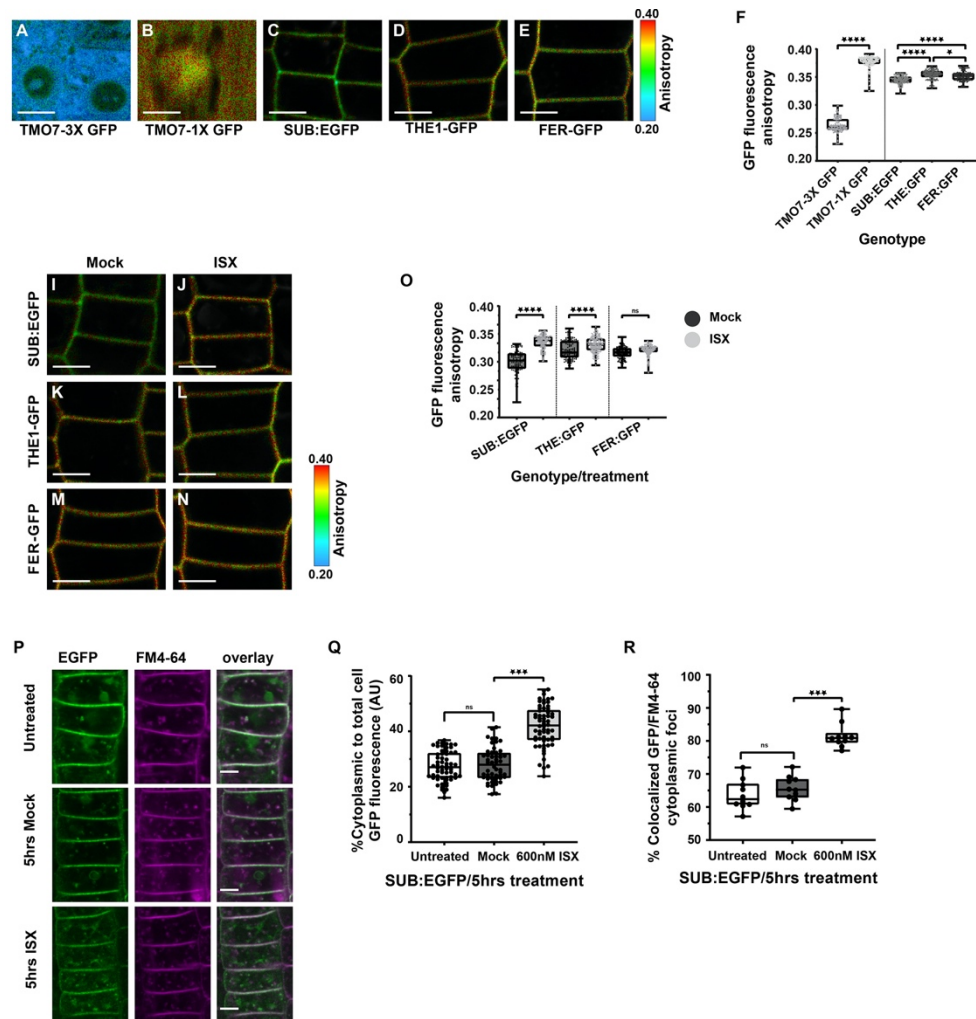 A
B
C
D
E
0.40
Anisotropy
0.20
TMO7-3X GFP
TMO7-1X GFP
SUB:EGFP
THE1-GFP
FER-GFP
F
****
****
****
*
0.40
0.35
0.30
0.25
0.20
GFP fluorescence
anisotropy
TMO7-3X GFP
TMO7-1X GFP
SUB:EGFP
THE:GFP
FER:GFP
Genotype
Mock
ISX
I
J
SUB:EGFP
K
L
THE1-GFP
M
N
FER-GFP
0.40
Anisotropy
0.20
O
****
****
ns
0.40
0.35
0.30
0.20
GFP fluorescence
anisotropy
SUB:EGFP
THE:GFP
FER:GFP
Genotype/treatment
Mock
ISX
P
EGFP
FM4-64
overlay
Untreated
5hrs Mock
5hrs ISX
Q
***
ns
60
40
20
0
%Cytoplasmic to total cell
GFP fluorescence (AU)
Untreated
Mock
600nM ISX
SUB:EGFP/5hrs treatment
R
***
ns
100
90
80
70
60
50
% Colocalized GFP/FM4-64
cytoplasmic foci
Untreated
Mock
600nM ISX
SUB:EGFP/5hrs treatment